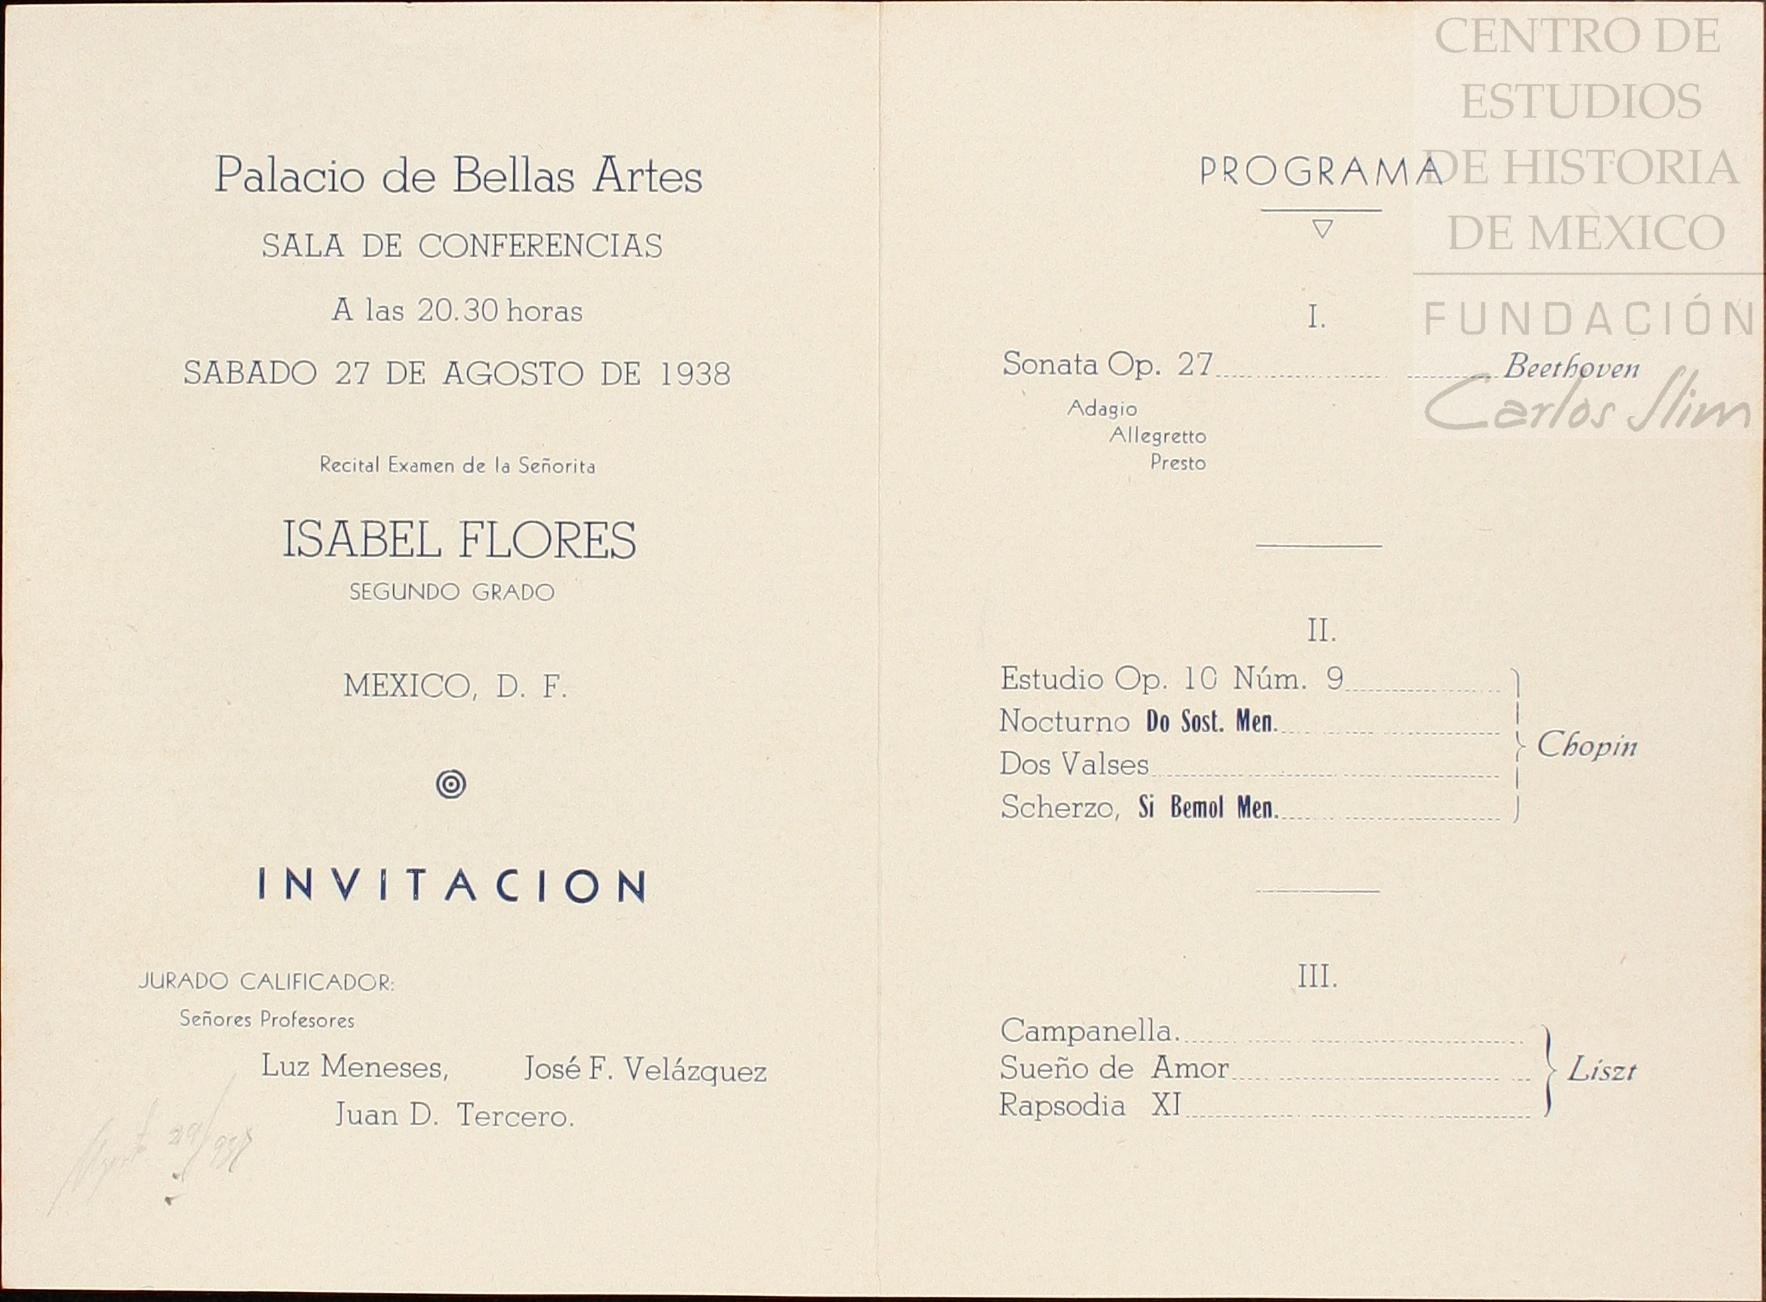 Palacio de Bellas Artes
SALA DE CONFERENCIAS
A las 20.30 horas
SABADO 27 DE AGOSTO DE 1938
Recital Examen de la Señorita
ISABEL FLORES
SEGUNDO GRADO
MEXICO, D. F.
INVITACION
JURADO CALIFICADOR:
Señores Profesores
Luz Meneses, José F. Velázquez
Juan D. Tercero.
PROGRAMA
I.
Sonata Op. 27 Beethoven
Adagio
Allegretto
Presto
II.
Estudio Op. 10 Núm. 9
Nocturno Do Sost. Men.
Dos Valses
Scherzo, Si Bemol Men.
Chopin
III.
Campanella.
Sueño de Amor
Rapsodia XI
Liszt
CENTRO DE
ESTUDIOS
DE HISTORIA
DE MÉXICO
FUNDACIÓN
Carlos Slim